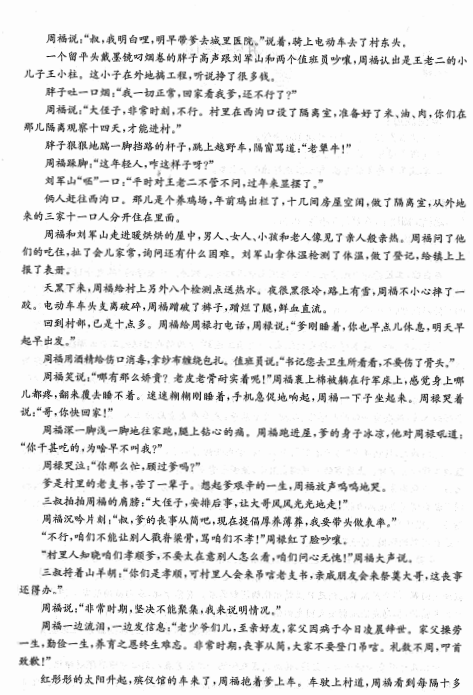 周福说:“叔,我明白哩,明早带爹去城里医院。”说着,骑上电动车去了村东头。
一个留平头戴墨镜叼烟卷的胖子高声跟刘军山和两个值班员吵嚷,周福认出是王老二的小
儿子王小柱。这小子在外地搞工程,听说挣了很多钱。
胖子吐一口烟:“我一切正常,回家看我爹,还不行了?”
周福说:“大侄子,非常时刻,不行。村里在西沟口设了隔离室,准备好了米、油、肉,你们在
那儿隔离观察十四天,才能进村。”
胖子狠狠地踹一脚挡路的杆子,跳上越野车,隔窗骂道:“老犟牛!”
周福跺脚:“这年轻人,咋这样子呀?”
刘军山“呸”一口:“平时对王老二不管不问,过年来显摆了。”
俩人赶往西沟口。那儿是个养鸡场,年前鸡出栏了,十几间房屋空闲,做了隔离室,从外地
来的三家十一口人分开住在里面。
周福和刘军山走进暖烘烘的屋中,男人、女人、小孩和老人像见了亲人般亲热。周福问了他
们的吃住,扯了会儿家常,询问还有什么困难。刘军山拿体温检测了体温,做了登记,给镇上上
报了表册。
天黑下来,周福给村上另外八个检测点送热水。夜很黑很冷,路上有雪,周福不小心摔了一
跤。电动车车头支离破碎,周福蹭破了裤子,蹭烂了腿,鲜血直流。
回到村部,已是十点多。周福给周禄打电话,周禄说:“爹刚睡着,你也早点儿休息,明天早
起早出发。”
周福用酒精给伤口消毒,拿纱布缠绕包扎。值班员说:“书记您去卫生所看看,不要伤了骨头。”
周福笑说:“哪有那么娇贵?老皮老骨耐实着呢!”周福裹上棉被躺在行军床上,感觉身上哪
儿都疼,翻来覆去睡不着。迷迷糊糊刚睡着,手机急促地响起,周福一下子坐起来。周禄哭着
说:“哥,你快回家!”
周福深一脚浅一脚地往家跑,腿上钻心的痛。周福跑进屋,爹的身子冰凉,他对周禄吼道:
“你干甚吃的,为啥早不叫我?”
周禄哭泣:“你那么忙,顾过爹吗?”
爹是村里的老支书,苦了一辈子。想起爹艰辛的一生,周福放声呜呜地哭。
三叔拍拍周福的肩膀:“大侄子,安排后事,让大哥风风光光地走!”
周福沉吟片刻:“叔,爹的丧事从简吧,现在提倡厚养薄葬,我要带头做表率。”
“不行,咱们不能让别人戳脊梁骨,骂咱们不孝!”周禄红了脸吵嚷。
“村里人知晓咱们孝顺爹,不要太在意别人怎么看,咱们问心无愧!”周福大声说。
三叔捋着山羊胡:“你们是孝顺,可村里人会来吊唁老支书,亲戚朋友会来祭奠大哥,这丧事
还得办。”
周福说:“非常时期,坚决不能聚集,我来说明情况。”
周福一边流泪,一边发信息:“老少爷们儿,至亲好友,家父因病于今日凌晨辞世。家父操劳
一生,勤俭一生,养育之恩终生难忘。非常时期,丧事从简,大家不要登门吊唁。礼数不周,叩首
致歉!”
红彤彤的太阳升起,殡仪馆的车来了,周福抱着爹上车。车驶上村道,周福看到每隔十多